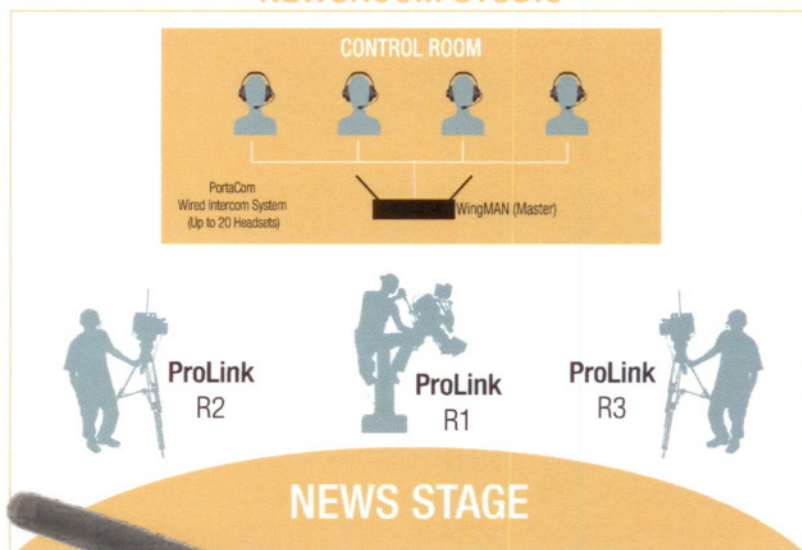 CONTROL ROOM
PortaCom
Wired Intercom System
(Up to 20 Headsets)
WingMAN (Master)
ProLink
R2
ProLink
R1
ProLink
R3
NEWS STAGE